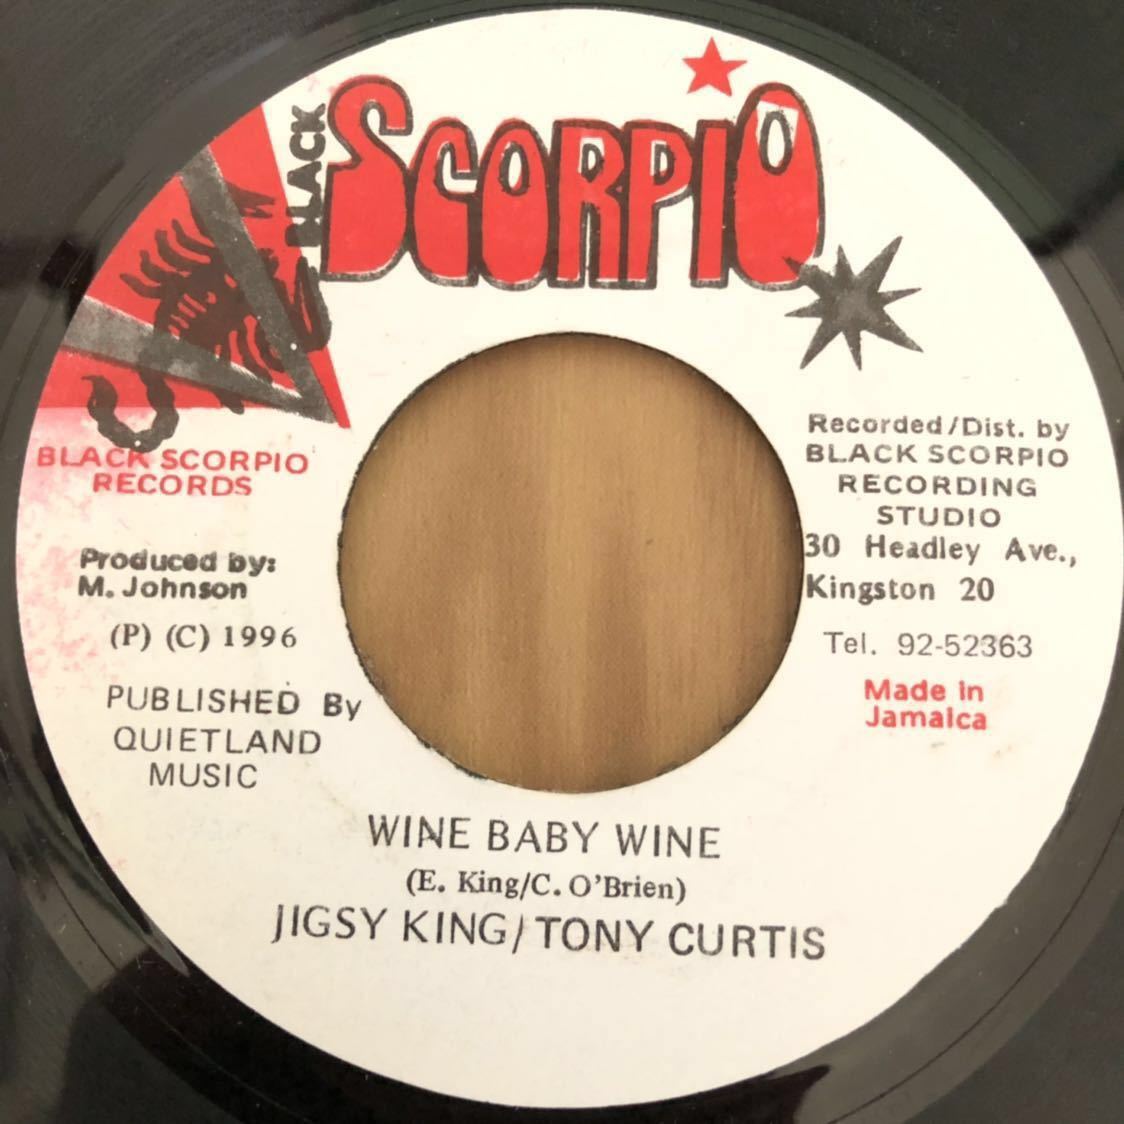 BLACK
SCORPIO
BLACK SCORPIO
RECORDS
Produced by:
M. Johnson
(P) (C) 1996
PUBLISHED By
QUIETLAND
MUSIC
Recorded/Dist. by
BLACK SCORPIO
RECORDING
STUDIO
30 Headley Ave.,
Kingston 20
Tel. 92-52363
Made in
Jamaica
WINE BABY WINE
(E. King/C. O'Brien)
JIGSY KING/TONY CURTIS